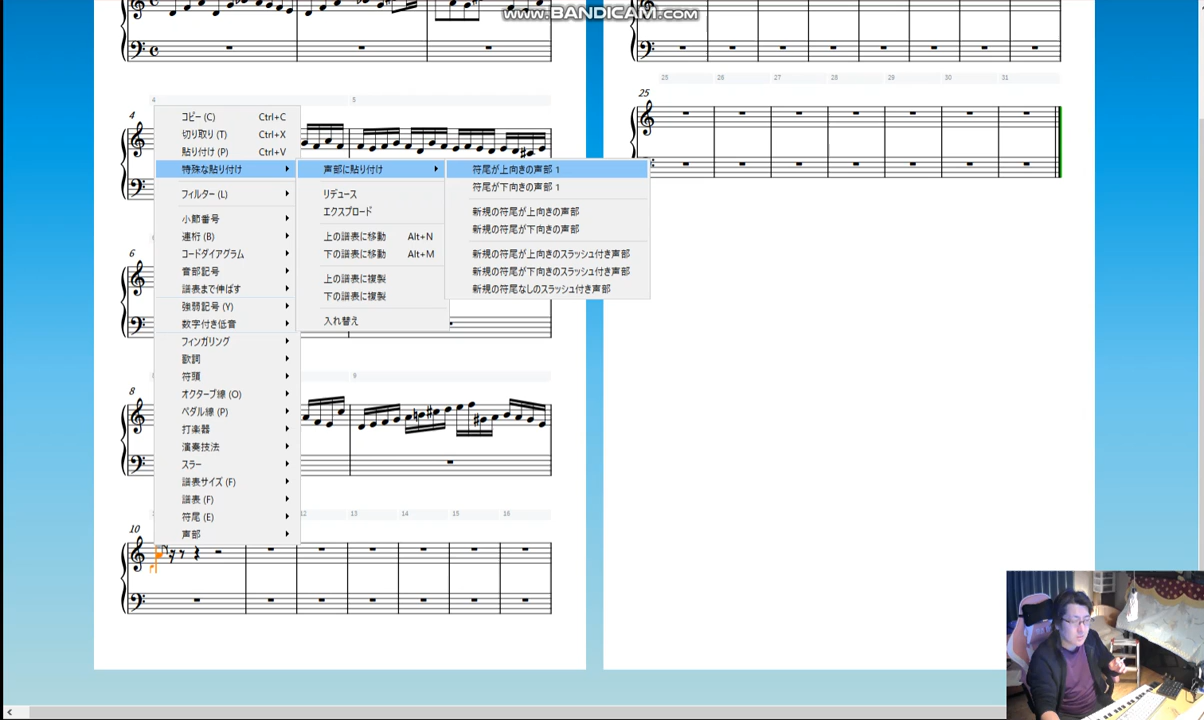 www.BANDICAM.com
25 26 27 28 29 30 31
25
4 5
4
コピー (C) Ctrl+C
切り取り (T) Ctrl+X
貼り付け (P) Ctrl+V
特殊な貼り付け
フィルター (L)
小節番号
連桁 (B)
コードダイアグラム
音部記号
譜表まで伸ばす
強弱記号 (Y)
数字付き低音
フィンガリング
歌詞
符頭
オクターブ線 (O)
ペダル線 (P)
打楽器
演奏技法
スラー
譜表サイズ (F)
譜表 (F)
符尾 (E)
声部
声部に貼り付け
リデュース
エクスプロード
上の譜表に移動 Alt+N
下の譜表に移動 Alt+M
上の譜表に複製
下の譜表に複製
入れ替え
符尾が上向きの声部 1
符尾が下向きの声部 1
新規の符尾が上向きの声部
新規の符尾が下向きの声部
新規の符尾が上向きのスラッシュ付き声部
新規の符尾が下向きのスラッシュ付き声部
新規の符尾なしのスラッシュ付き声部
6
9
8
12 13 14 15 16
10